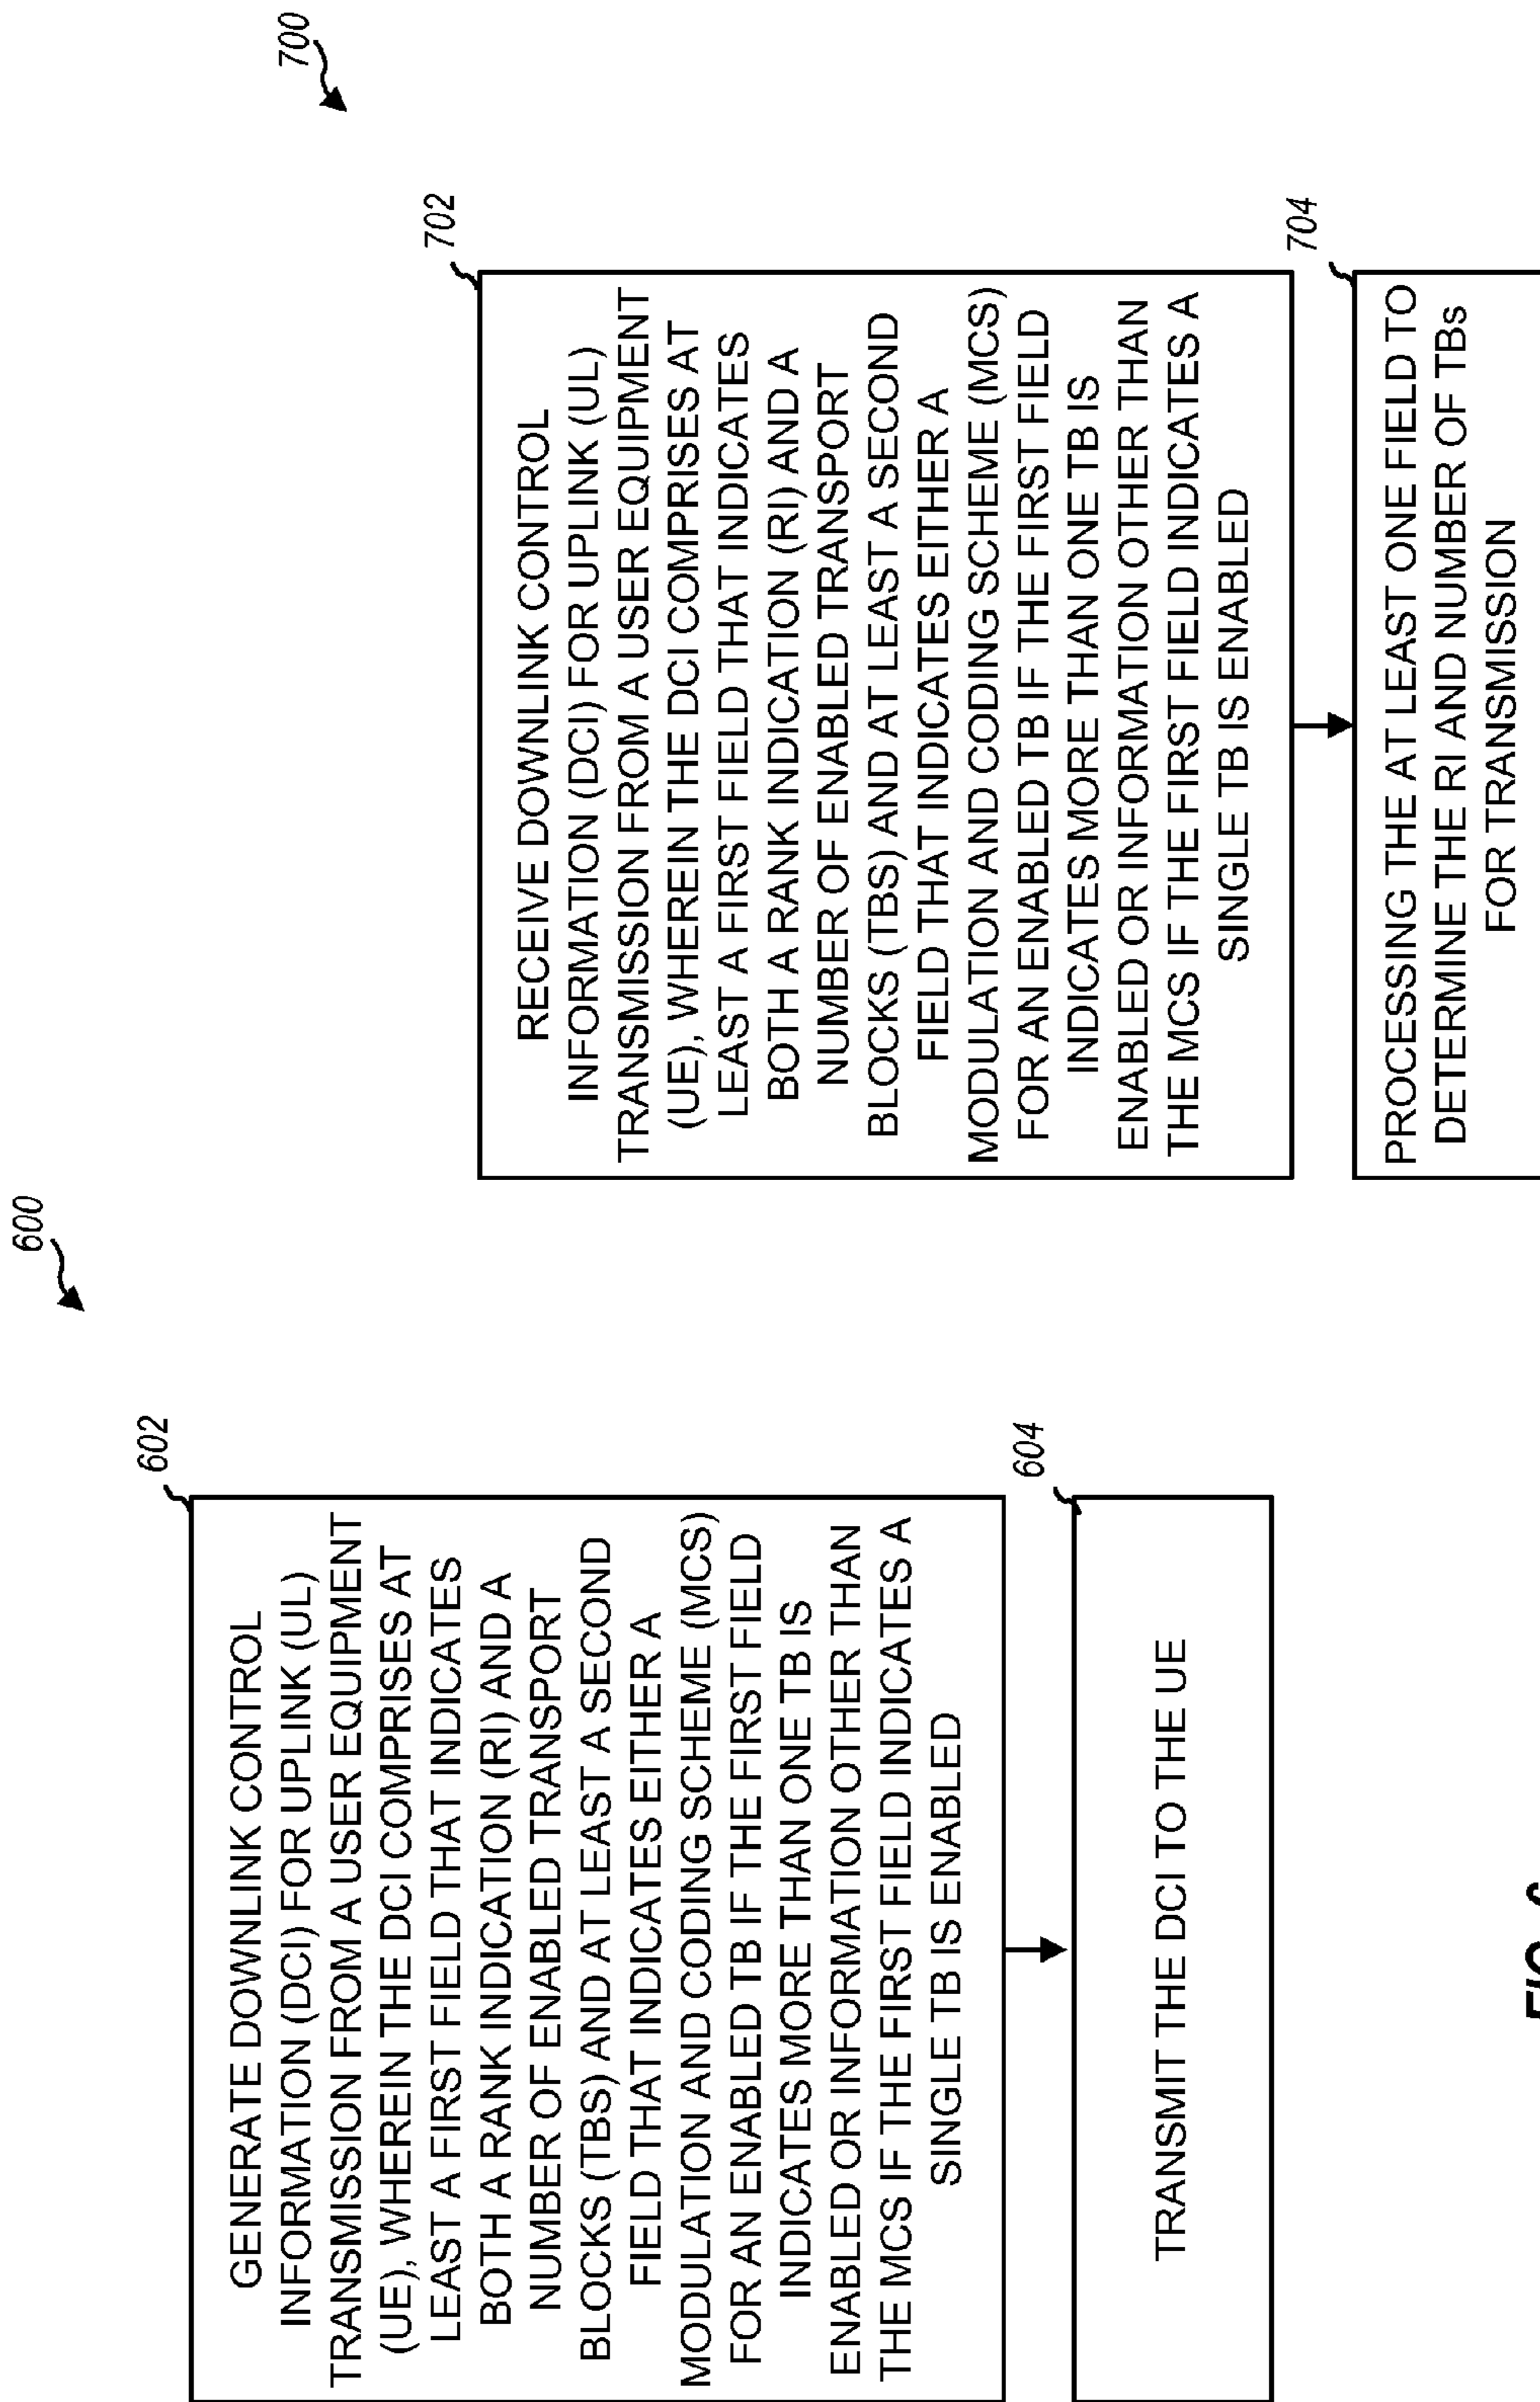 600
602
GENERATE DOWNLINK CONTROL
INFORMATION (DCI) FOR UPLINK (UL)
TRANSMISSION FROM A USER EQUIPMENT
(UE), WHEREIN THE DCI COMPRISES AT
LEAST A FIRST FIELD THAT INDICATES
BOTH A RANK INDICATION (RI) AND A
NUMBER OF ENABLED TRANSPORT
BLOCKS (TBS) AND AT LEAST A SECOND
FIELD THAT INDICATES EITHER A
MODULATION AND CODING SCHEME (MCS)
FOR AN ENABLED TB IF THE FIRST FIELD
INDICATES MORE THAN ONE TB IS
ENABLED OR INFORMATION OTHER THAN
THE MCS IF THE FIRST FIELD INDICATES A
SINGLE TB IS ENABLED
604
TRANSMIT THE DCI TO THE UE
FIG. 6
700
702
RECEIVE DOWNLINK CONTROL
INFORMATION (DCI) FOR UPLINK (UL)
TRANSMISSION FROM A USER EQUIPMENT
(UE), WHEREIN THE DCI COMPRISES AT
LEAST A FIRST FIELD THAT INDICATES
BOTH A RANK INDICATION (RI) AND A
NUMBER OF ENABLED TRANSPORT
BLOCKS (TBS) AND AT LEAST A SECOND
FIELD THAT INDICATES EITHER A
MODULATION AND CODING SCHEME (MCS)
FOR AN ENABLED TB IF THE FIRST FIELD
INDICATES MORE THAN ONE TB IS
ENABLED OR INFORMATION OTHER THAN
THE MCS IF THE FIRST FIELD INDICATES A
SINGLE TB IS ENABLED
704
PROCESSING THE AT LEAST ONE FIELD TO
DETERMINE THE RI AND NUMBER OF TBs
FOR TRANSMISSION